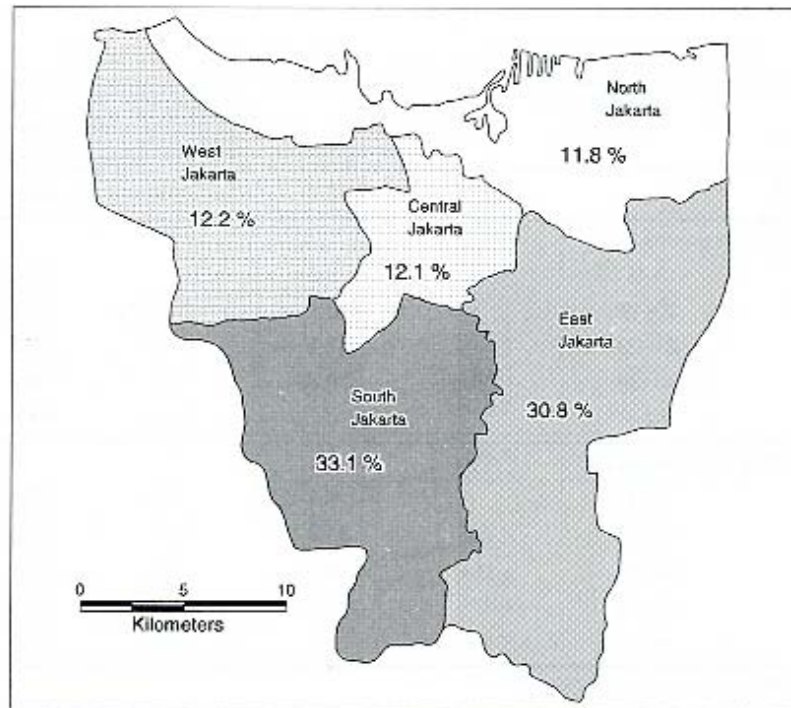 North
Jakarta
11.8 %
West
Jakarta
12.2 %
Central
Jakarta
12.1 %
East
Jakarta
30.8 %
South
Jakarta
33.1 %
0 5 10
Kilometers